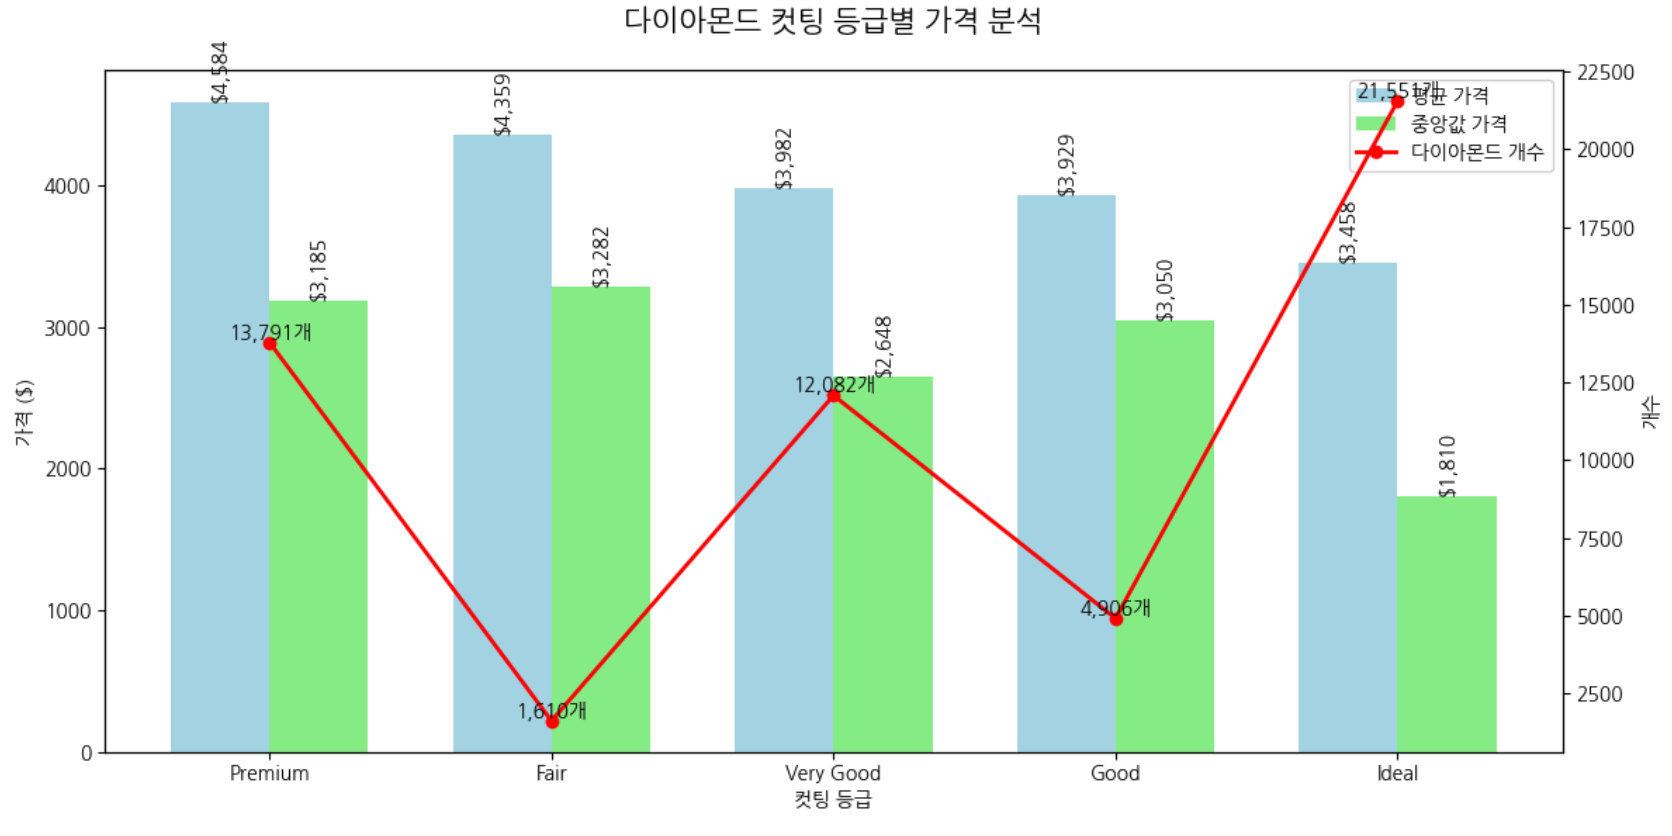 다이아몬드 컷팅 등급별 가격 분석
가격 ($)
4000
3000
2000
1000
0
$4,584
$3,185
$4,359
$3,282
$3,982
$2,648
$3,929
$3,050
$3,458
$1,810
13,791개
1,610개
12,082개
4,906개
21,551개
평균 가격
중앙값 가격
다이아몬드 개수
22500
20000
17500
15000
12500
10000
7500
5000
2500
개수
Premium
Fair
Very Good
Good
Ideal
컷팅 등급